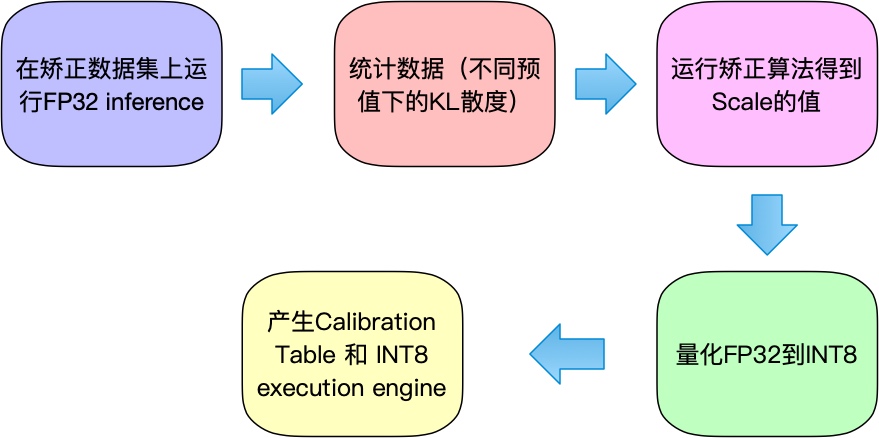 在矫正数据集上运
行FP32 inference
统计数据（不同预
值下的KL散度）
运行矫正算法得到
Scale的值
量化FP32到INT8
产生Calibration
Table 和 INT8
execution engine